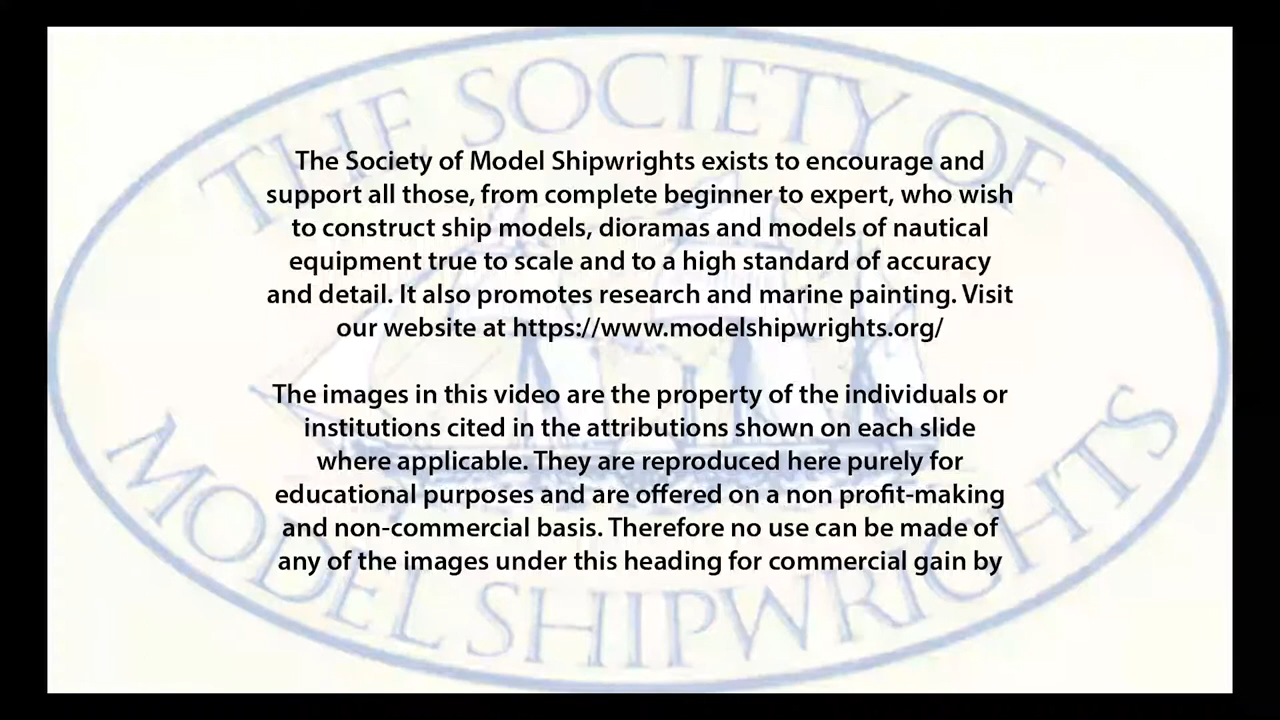 THE SOCIETY OF
The Society of Model Shipwrights exists to encourage and
support all those, from complete beginner to expert, who wish
to construct ship models, dioramas and models of nautical
equipment true to scale and to a high standard of accuracy
and detail. It also promotes research and marine painting. Visit
our website at https://www.modelshipwrights.org/
The images in this video are the property of the individuals or
institutions cited in the attributions shown on each slide
where applicable. They are reproduced here purely for
educational purposes and are offered on a non profit-making
and non-commercial basis. Therefore no use can be made of
any of the images under this heading for commercial gain by
MODEL SHIPWRIGHTS